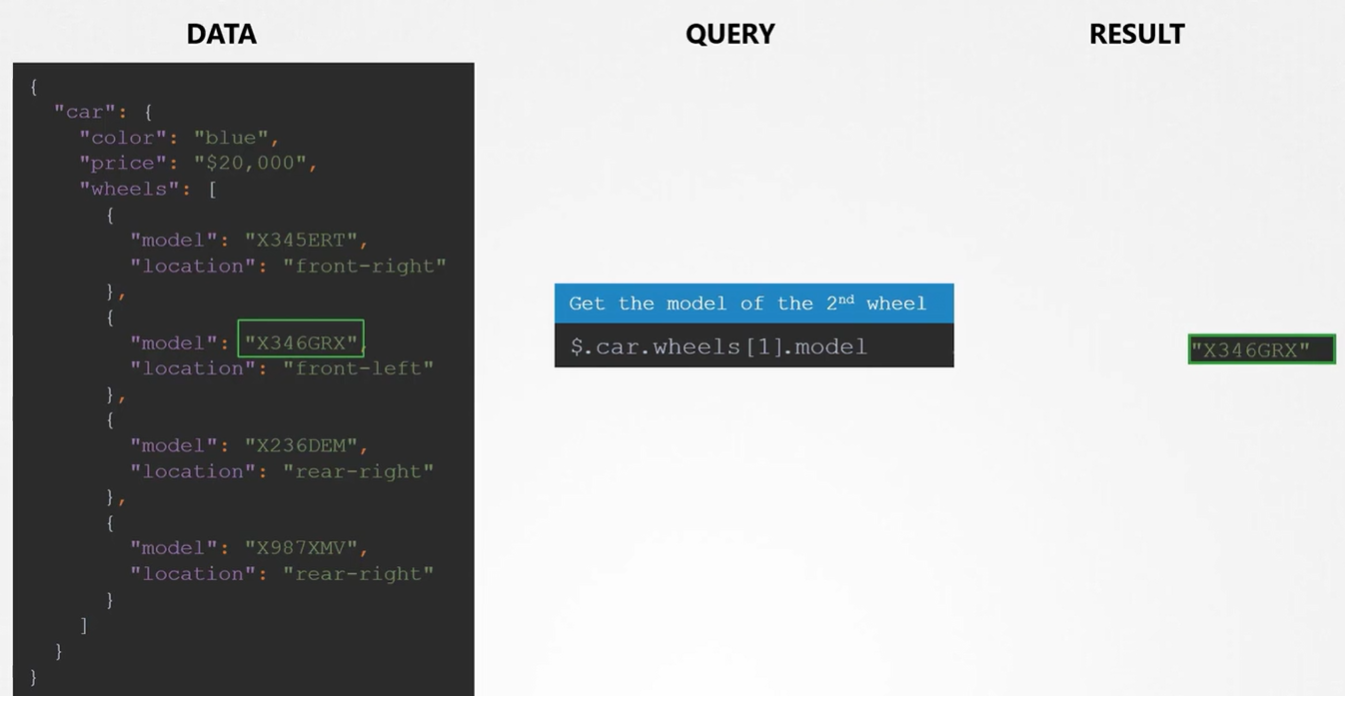 DATA
{
"car": {
"color": "blue",
"price": "$20,000",
"wheels": [
{
"model": "X345ERT",
"location": "front-right"
},
{
"model": "X346GRX",
"location": "front-left"
},
{
"model": "X236DEM",
"location": "rear-right"
},
{
"model": "X987XMV",
"location": "rear-right"
}
]
}
}
QUERY
Get the model of the 2nd wheel
$.car.wheels[1].model
RESULT
"X346GRX"